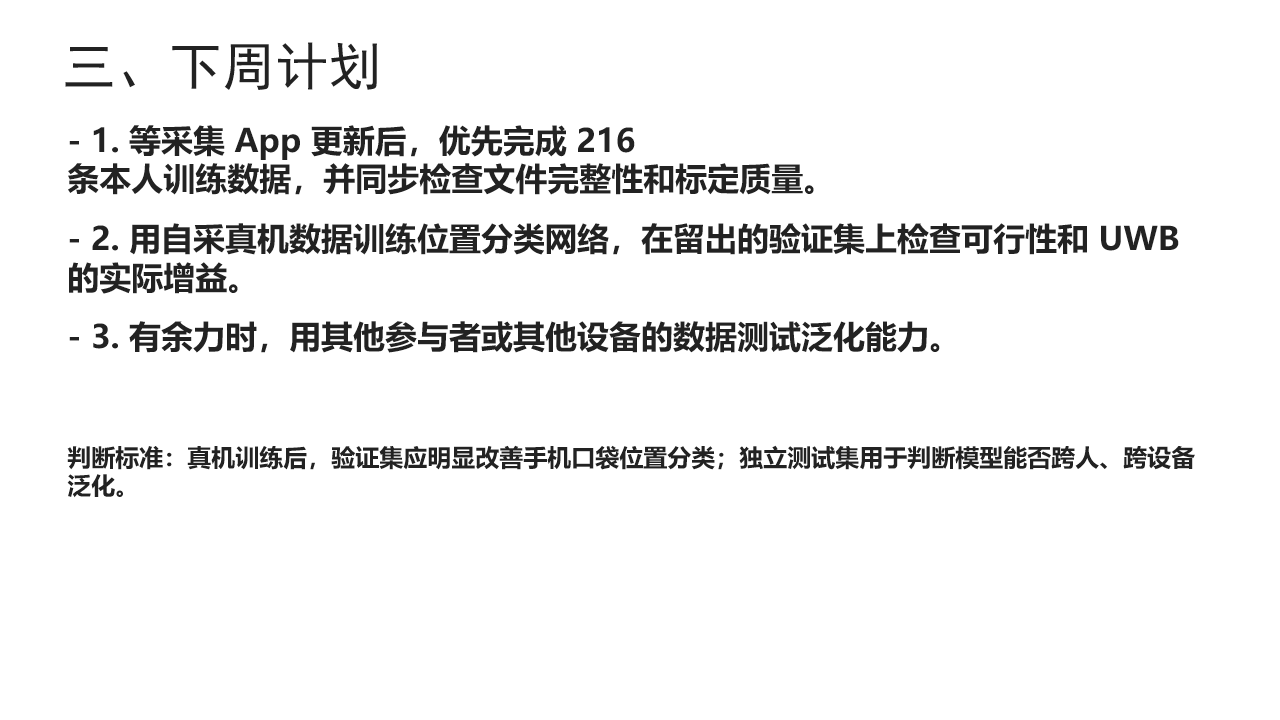 三、下周计划
- 1. 等采集 App 更新后，优先完成 216
条本人训练数据，并同步检查文件完整性和标定质量。
- 2. 用自采真机数据训练位置分类网络，在留出的验证集上检查可行性和 UWB
的实际增益。
- 3. 有余力时，用其他参与者或其他设备的数据测试泛化能力。
判断标准：真机训练后，验证集应明显改善手机口袋位置分类；独立测试集用于判断模型能否跨人、跨设备
泛化。